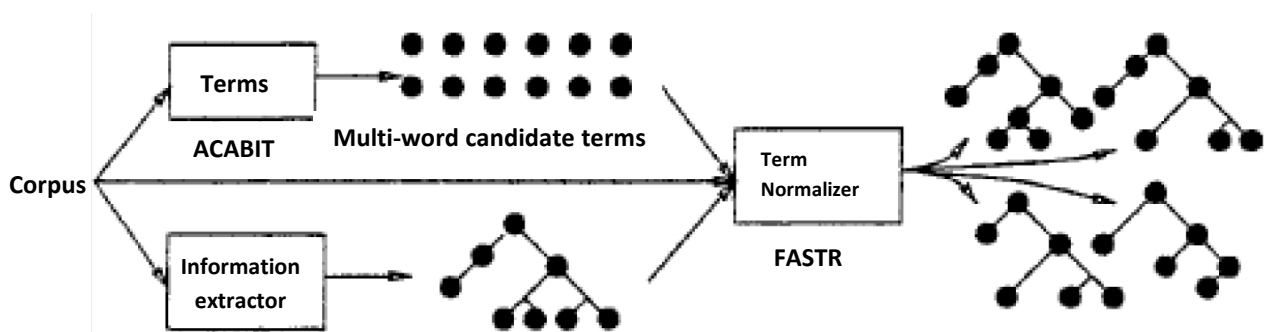 Terms
ACABIT
Multi-word candidate terms
Corpus
Term
Normalizer
FASTR
Information
extractor